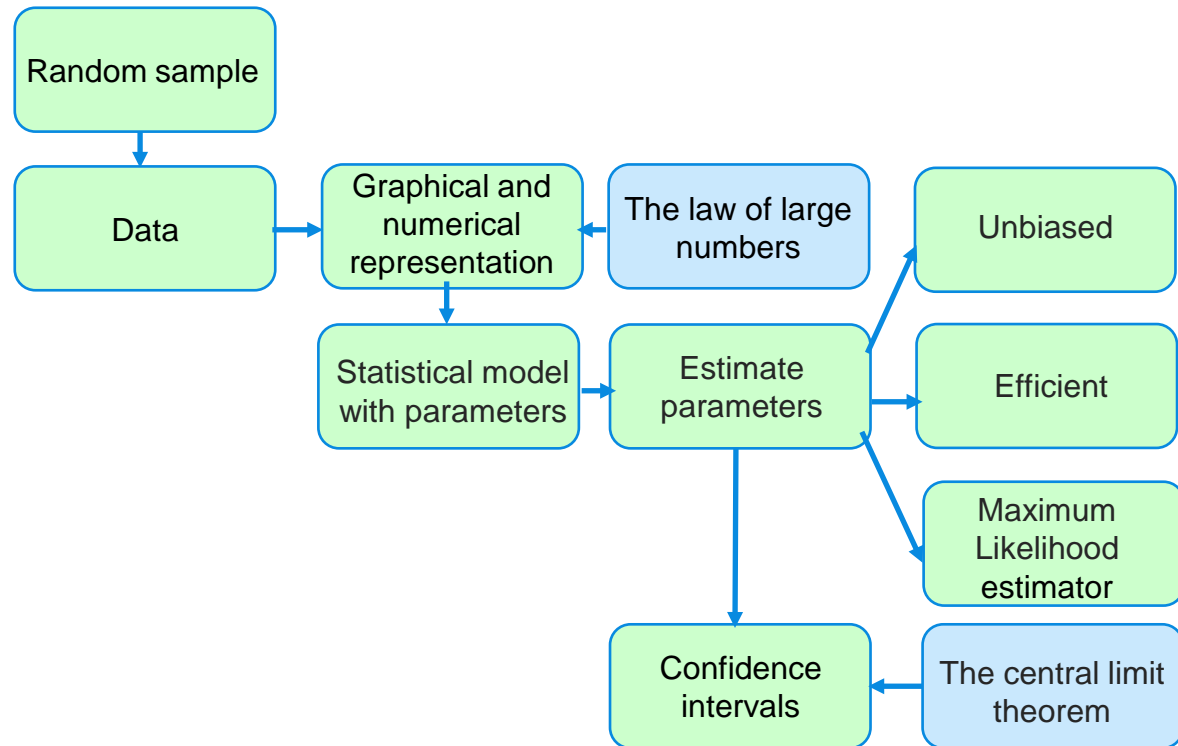 Random sample
Data
Graphical and
numerical
representation
The law of large
numbers
Unbiased
Statistical model
with parameters
Estimate
parameters
Efficient
Maximum
Likelihood
estimator
Confidence
intervals
The central limit
theorem